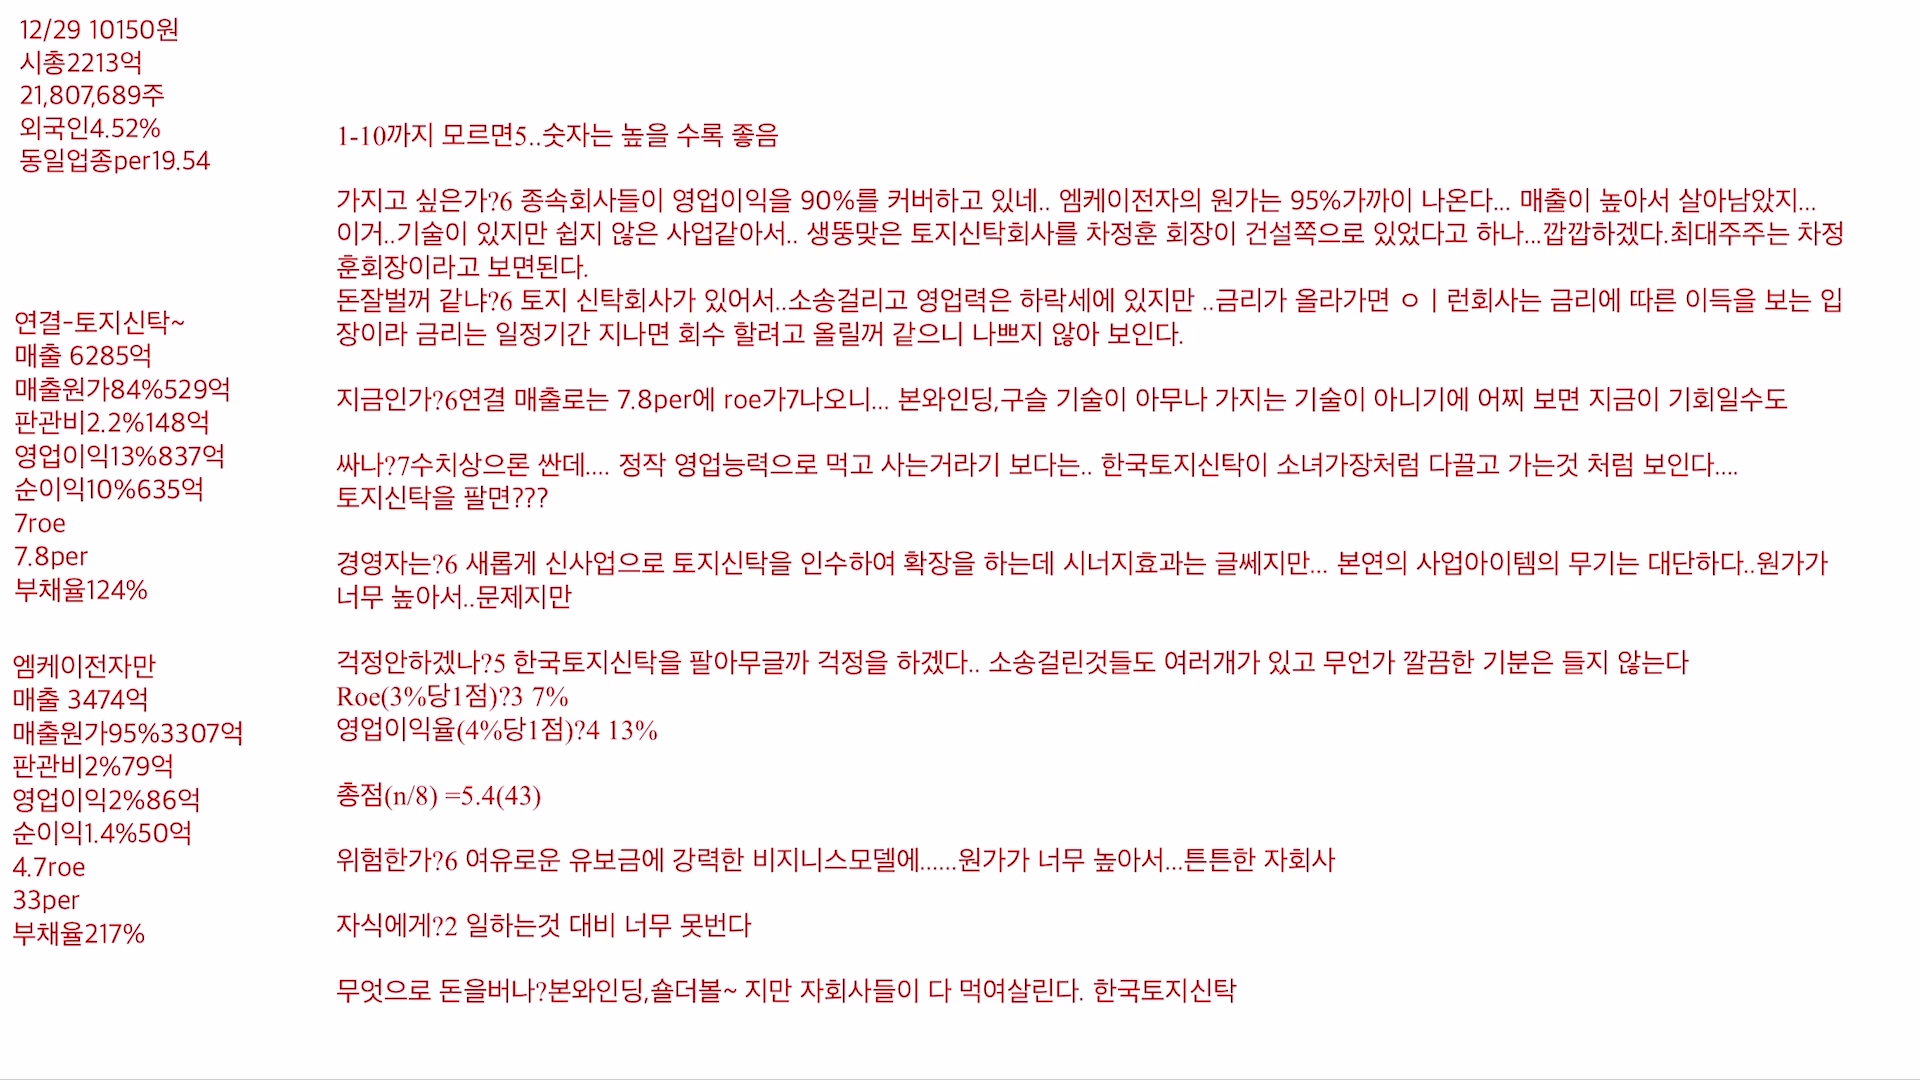 12/29 10150원
시총2213억
21,807,689주
외국인4.52%
동일업종per19.54
연결-토지신탁~
매출 6285억
매출원가84%529억
판관비2.2%148억
영업이익13%837억
순이익10%635억
7roe
7.8per
부채율124%
엠케이전자만
매출 3474억
매출원가95%3307억
판관비2%79억
영업이익2%86억
순이익1.4%50억
4.7roe
33per
부채율217%
1-10까지 모르면5..숫자는 높을 수록 좋음
가지고 싶은가?6 종속회사들이 영업이익을 90%를 커버하고 있네.. 엠케이전자의 원가는 95%가까이 나온다... 매출이 높아서 살아남았지...
이거..기술이 있지만 쉽지 않은 사업같아서.. 생뚱맞은 토지신탁회사를 차정훈 회장이 건설쪽으로 있었다고 하나...깝깝하겠다.최대주주는 차정
훈회장이라고 보면된다.
돈잘벌꺼 같냐?6 토지 신탁회사가 있어서..소송걸리고 영업력은 하락세에 있지만 ..금리가 올라가면 ㅇㅣ런회사는 금리에 따른 이득을 보는 입
장이라 금리는 일정기간 지나면 회수 할려고 올릴꺼 같으니 나쁘지 않아 보인다.
지금인가?6연결 매출로는 7.8per에 roe가7나오니... 본와인딩,구슬 기술이 아무나 가지는 기술이 아니기에 어찌 보면 지금이 기회일수도
싸나?7수치상으론 싼데.... 정작 영업능력으로 먹고 사는거라기 보다는.. 한국토지신탁이 소녀가장처럼 다끌고 가는것 처럼 보인다....
토지신탁을 팔면???
경영자는?6 새롭게 신사업으로 토지신탁을 인수하여 확장을 하는데 시너지효과는 글쎄지만... 본연의 사업아이템의 무기는 대단하다..원가가
너무 높아서..문제지만
걱정안하겠나?5 한국토지신탁을 팔아무글까 걱정을 하겠다.. 소송걸린것들도 여러개가 있고 무언가 깔끔한 기분은 들지 않는다
Roe(3%당1점)?3 7%
영업이익율(4%당1점)?4 13%
총점(n/8) =5.4(43)
위험한가?6 여유로운 유보금에 강력한 비지니스모델에......원가가 너무 높아서...튼튼한 자회사
자식에게?2 일하는것 대비 너무 못번다
무엇으로 돈을버나?본와인딩,숄더볼~ 지만 자회사들이 다 먹여살린다. 한국토지신탁